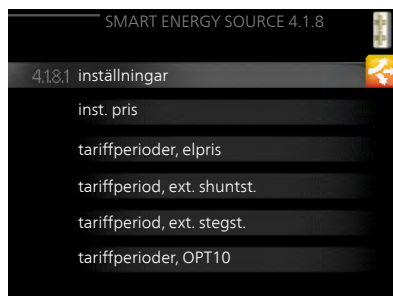 SMART ENERGY SOURCE 4.1.8
4.1.8.1 inställningar
inst. pris
tariffperioder, elpris
tariffperiod, ext. shuntst.
tariffperiod, ext. stegst.
tariffperioder, OPT10